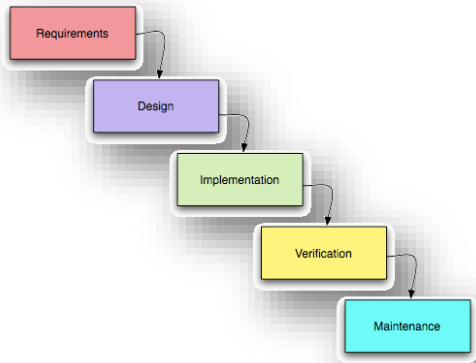 Requirements
Design
Implementation
Verification
Maintenance